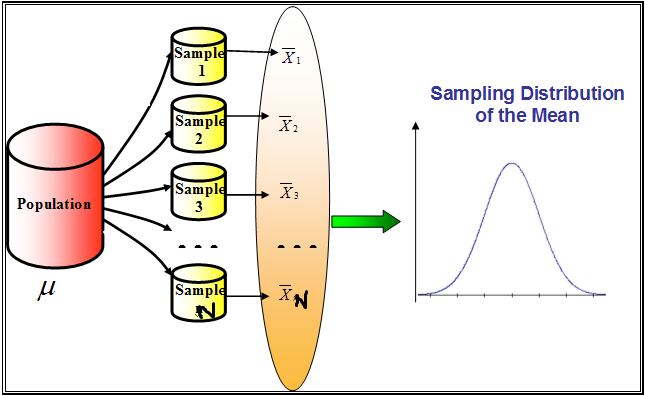 Sample
1
X̄1
Sample
2
X̄2
Sample
3
X̄3
Population
μ
. . .
. . .
Sample
N
X̄N
Sampling Distribution
of the Mean